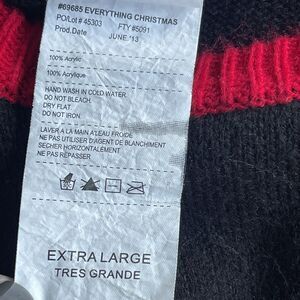 #69685 EVERYTHING CHRISTMAS
PO/Lot # 45303 FTY #5091
Prod.Date JUNE.'13
100% Acrylic
100% Acrylique
HAND WASH IN COLD WATER
DO NOT BLEACH.
DRY FLAT
DO NOT IRON
LAVER A LA MAIN A LEAU FROIDE
NE PAS UTILISER D'AGENT DE BLANCHIMENT
SECHER HORIZONTALEMENT
NE PAS REPASSER
EXTRA LARGE
TRES GRANDE